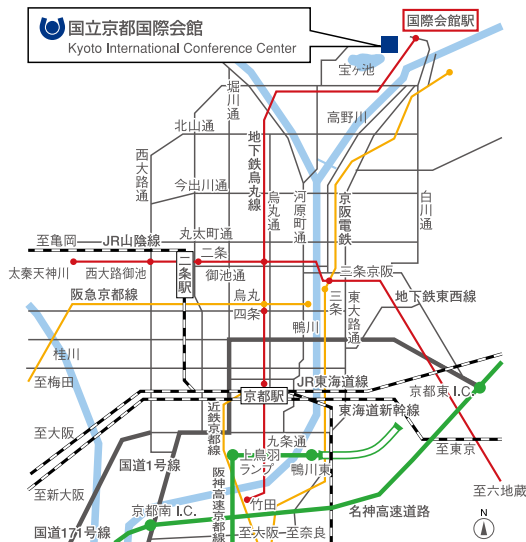 国立京都国際会館
Kyoto International Conference Center
国際会館駅
宝ケ池
堀川通
高野川
北山通
西大路通
地下鉄烏丸線
今出川通
烏丸通
河原町通
京阪電鉄
白川通
丸太町通
至亀岡
JR山陰線
二条
太秦天神川
西大路御池
二条駅
御池通
三条京阪
阪急京都線
烏丸
三条
東大路通
地下鉄東西線
四条
鴨川
桂川
JR東海道線
至梅田
京都駅
京都東I.C.
近鉄京都線
東海道新幹線
至大阪
九条通
至東京
国道1号線
上鳥羽
ランプ
鴨川東
阪神高速京都線
至新大阪
竹田
至六地蔵
京都南I.C.
名神高速道路
国道171号線
至大阪
至奈良
N